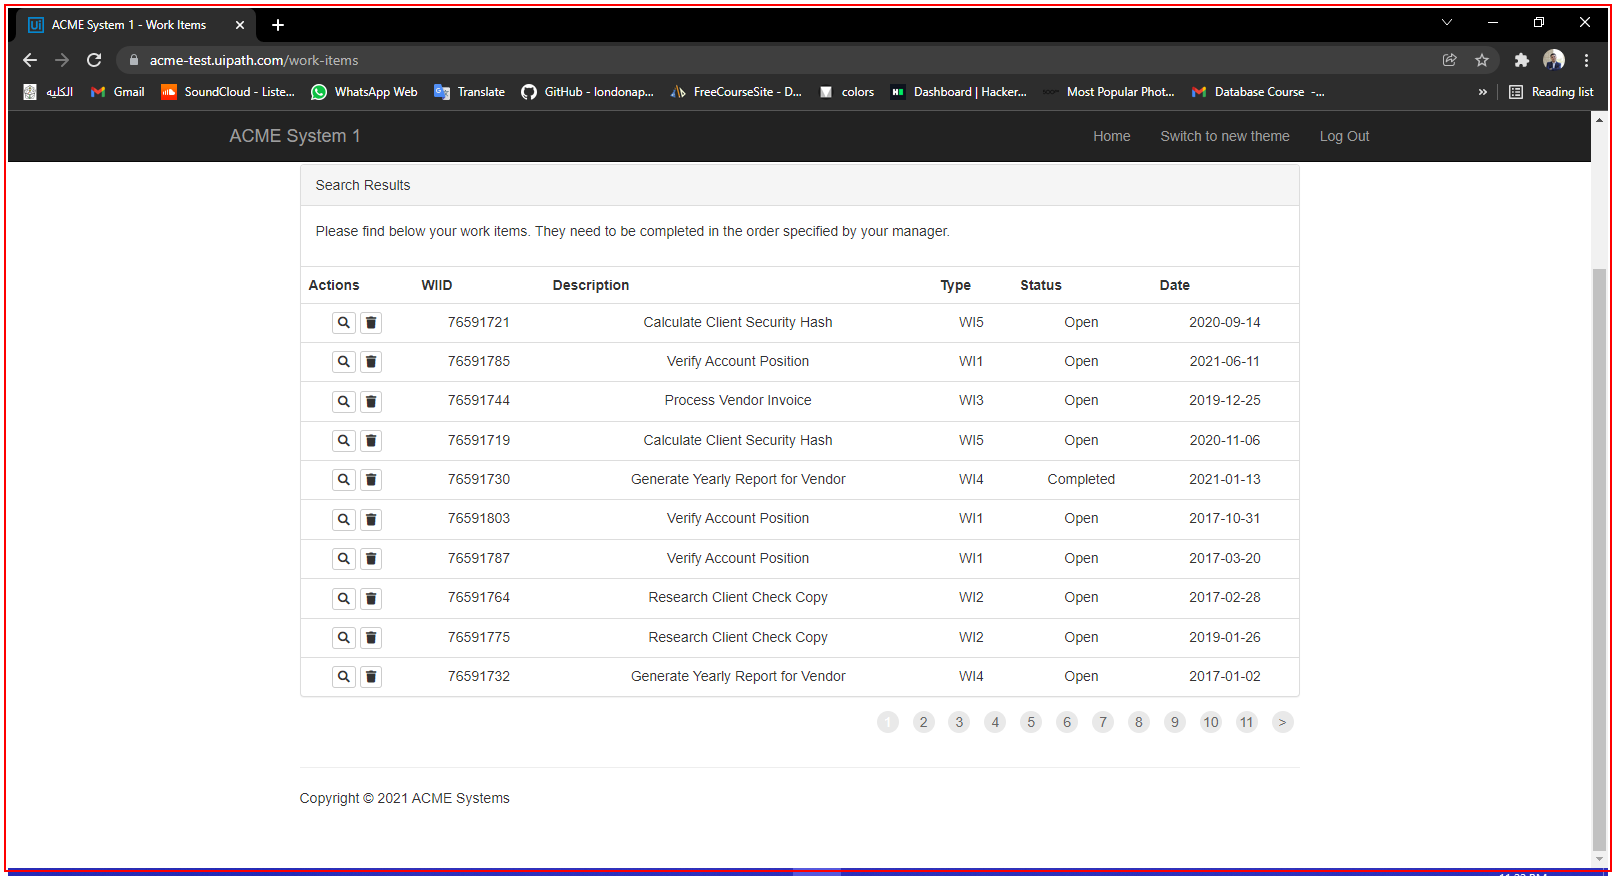 ACME System 1 - Work Items
acme-test.uipath.com/work-items
الكليه Gmail SoundCloud - Liste... WhatsApp Web Translate GitHub - londonap... FreeCourseSite - D... colors Dashboard | Hacker... Most Popular Phot... Database Course -... » Reading list
ACME System 1 Home Switch to new theme Log Out
Search Results
Please find below your work items. They need to be completed in the order specified by your manager.
Actions WIID Description Type Status Date
76591721 Calculate Client Security Hash WI5 Open 2020-09-14
76591785 Verify Account Position WI1 Open 2021-06-11
76591744 Process Vendor Invoice WI3 Open 2019-12-25
76591719 Calculate Client Security Hash WI5 Open 2020-11-06
76591730 Generate Yearly Report for Vendor WI4 Completed 2021-01-13
76591803 Verify Account Position WI1 Open 2017-10-31
76591787 Verify Account Position WI1 Open 2017-03-20
76591764 Research Client Check Copy WI2 Open 2017-02-28
76591775 Research Client Check Copy WI2 Open 2019-01-26
76591732 Generate Yearly Report for Vendor WI4 Open 2017-01-02
1 2 3 4 5 6 7 8 9 10 11 >
Copyright © 2021 ACME Systems